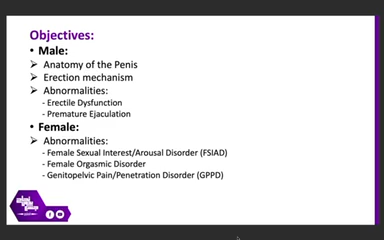 Objectives:
• Male:
➢ Anatomy of the Penis
➢ Erection mechanism
➢ Abnormalities:
- Erectile Dysfunction
- Premature Ejaculation
• Female:
➢ Abnormalities:
- Female Sexual Interest/Arousal Disorder (FSIAD)
- Female Orgasmic Disorder
- Genitopelvic Pain/Penetration Disorder (GPPD)